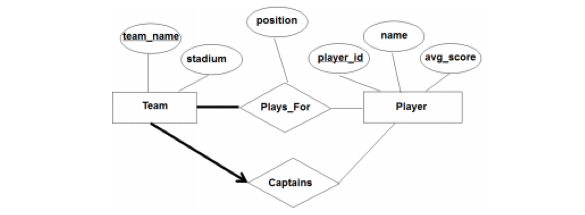 position
team_name
name
stadium
player_id
avg_score
Team
Plays_For
Player
Captains